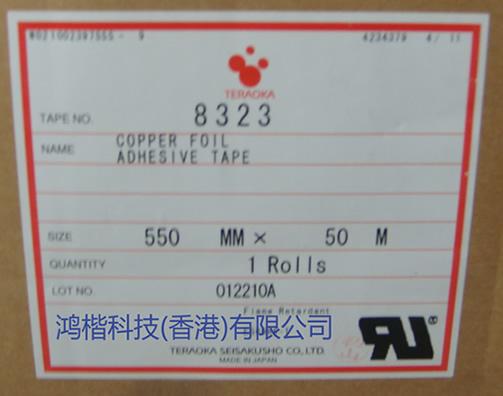 TERAOKA
TAPE NO. 8323
NAME COPPER FOIL
ADHESIVE TAPE
SIZE 550 MM × 50 M
QUANTITY 1 Rolls
LOT NO. 012210A
Flame Retardant
鸿楷科技(香港)有限公司
TERAOKA SEISAKUSHO CO., LTD.
MADE IN JAPAN